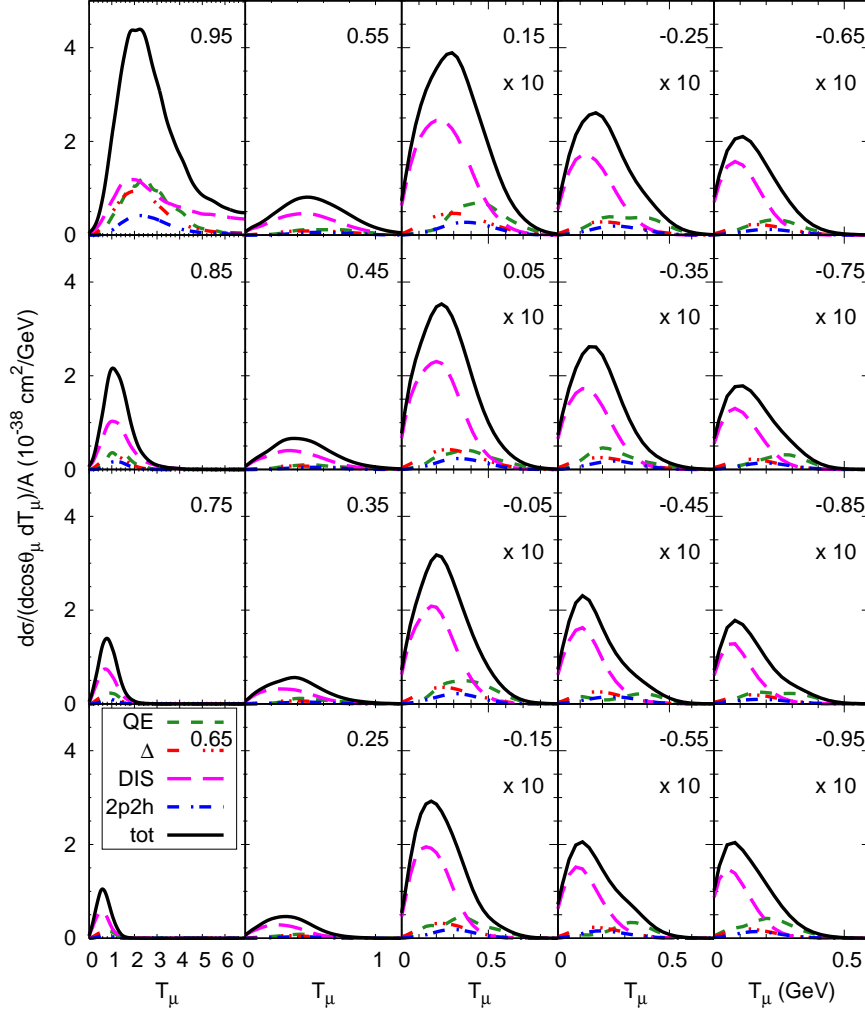 dσ/(dcosθμ dTμ)/A (10⁻³⁸ cm²/GeV)
0.95 0.55 0.15 -0.25 -0.65
x 10 x 10 x 10
4
2
0
0.85 0.45 0.05 -0.35 -0.75
x 10 x 10 x 10
4
2
0
0.75 0.35 -0.05 -0.45 -0.85
x 10 x 10 x 10
4
2
0
QE
0.65 0.25 -0.15 -0.55 -0.95
Δ
x 10 x 10 x 10
4
DIS
2p2h
tot
2
0
0 1 2 3 4 5 6 0 1 0 0.5 0 0.5 0 0.5
Tμ Tμ Tμ Tμ Tμ (GeV)